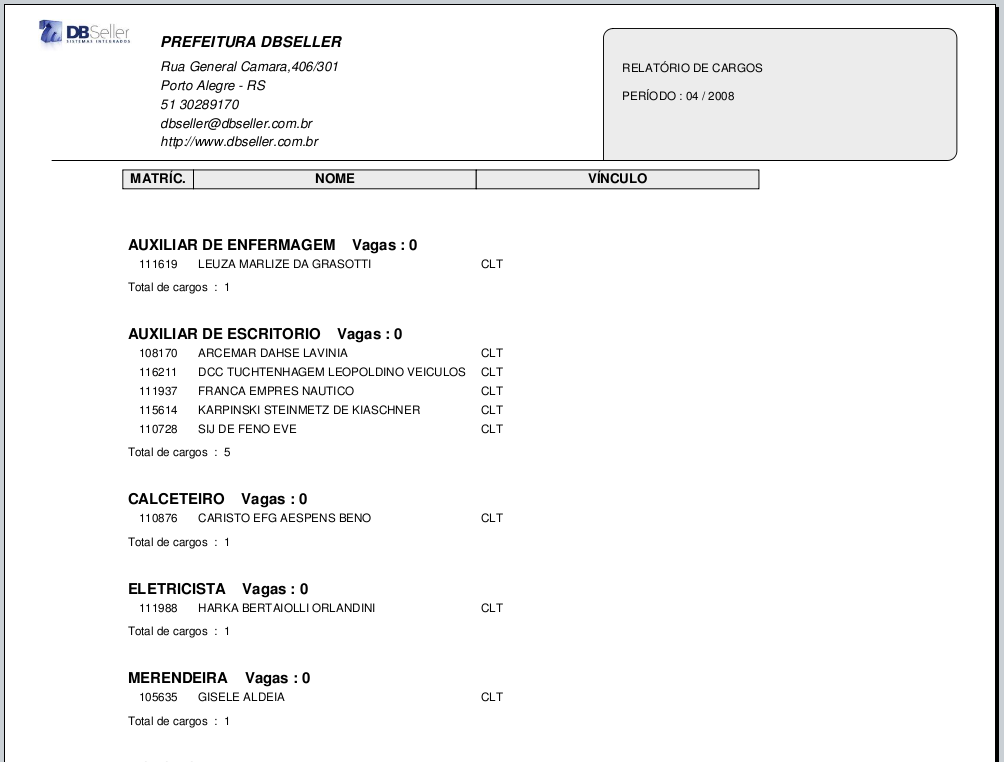 DBSeller
SISTEMAS INTEGRADOS
PREFEITURA DBSELLER
Rua General Camara,406/301
Porto Alegre - RS
51 30289170
dbseller@dbseller.com.br
http://www.dbseller.com.br
RELATÓRIO DE CARGOS
PERÍODO : 04 / 2008
MATRÍC. NOME VÍNCULO
AUXILIAR DE ENFERMAGEM Vagas : 0
111619 LEUZA MARLIZE DA GRASOTTI CLT
Total de cargos : 1
AUXILIAR DE ESCRITORIO Vagas : 0
108170 ARCEMAR DAHSE LAVINIA CLT
116211 DCC TUCHTENHAGEM LEOPOLDINO VEICULOS CLT
111937 FRANCA EMPRES NAUTICO CLT
115614 KARPINSKI STEINMETZ DE KIASCHNER CLT
110728 SIJ DE FENO EVE CLT
Total de cargos : 5
CALCETEIRO Vagas : 0
110876 CARISTO EFG AESPENS BENO CLT
Total de cargos : 1
ELETRICISTA Vagas : 0
111988 HARKA BERTAIOLLI ORLANDINI CLT
Total de cargos : 1
MERENDEIRA Vagas : 0
105635 GISELE ALDEIA CLT
Total de cargos : 1